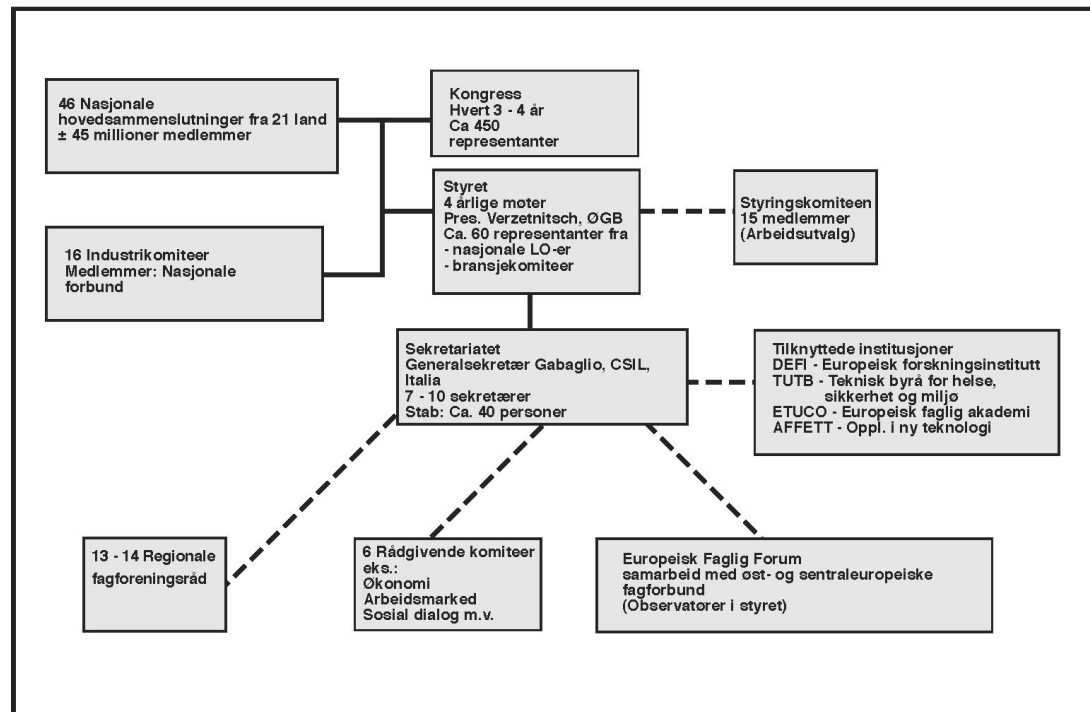 46 Nasjonale
hovedsammenslutninger fra 21 land
± 45 millioner medlemmer
Kongress
Hvert 3 - 4 år
Ca 450
representanter
Styret
4 årlige møter
Pres. Verzetnitsch, ØGB
Ca. 60 representanter fra
- nasjonale LO-er
- bransjekomiteer
Styringskomiteen
15 medlemmer
(Arbeidsutvalg)
16 Industrikomiteer
Medlemmer: Nasjonale
forbund
Sekretariatet
Generalsekretær Gabaglio, CSIL,
Italia
7 - 10 sekretærer
Stab: Ca. 40 personer
Tilknyttede institusjoner
DEFI - Europeisk forskningsinstitutt
TUTB - Teknisk byrå for helse,
sikkerhet og miljø
ETUCO - Europeisk faglig akademi
AFFETT - Oppl. i ny teknologi
13 - 14 Regionale
fagforeningsråd
6 Rådgivende komiteer
eks.:
Økonomi
Arbeidsmarked
Sosial dialog m.v.
Europeisk Faglig Forum
samarbeid med øst- og sentraleuropeiske
fagforbund
(Observatører i styret)